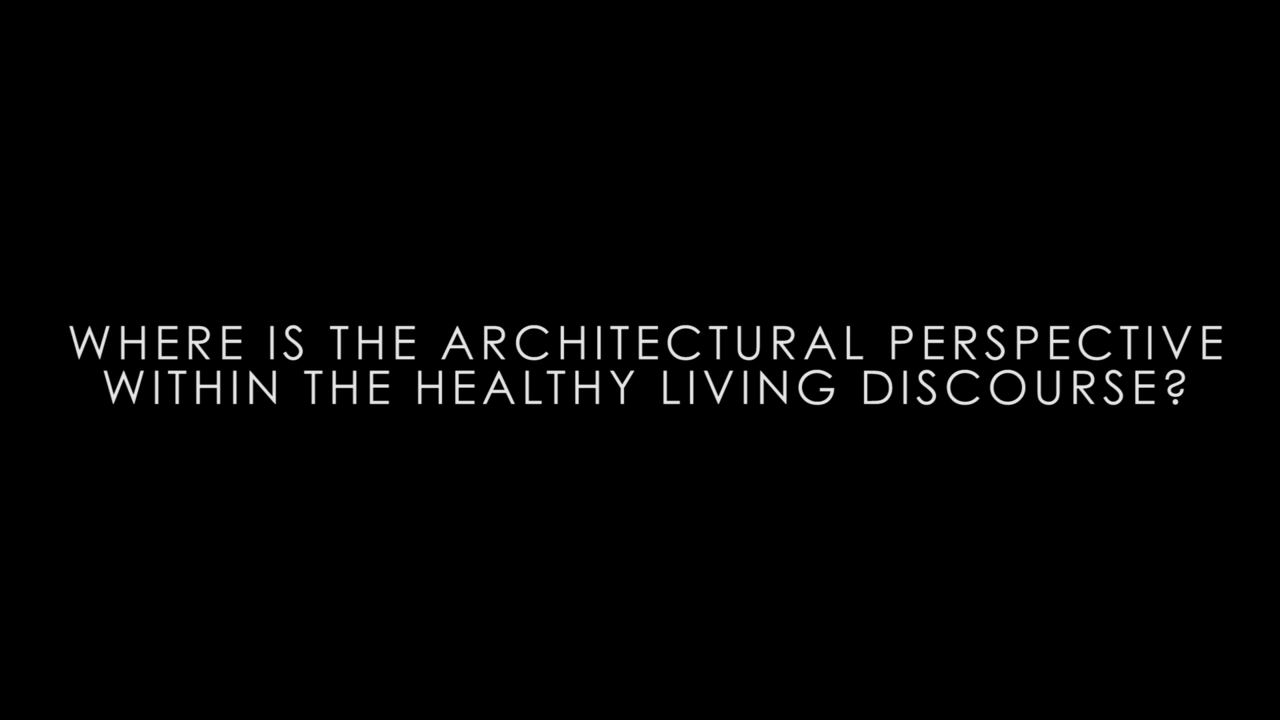 WHERE IS THE ARCHITECTURAL PERSPECTIVE
WITHIN THE HEALTHY LIVING DISCOURSE?